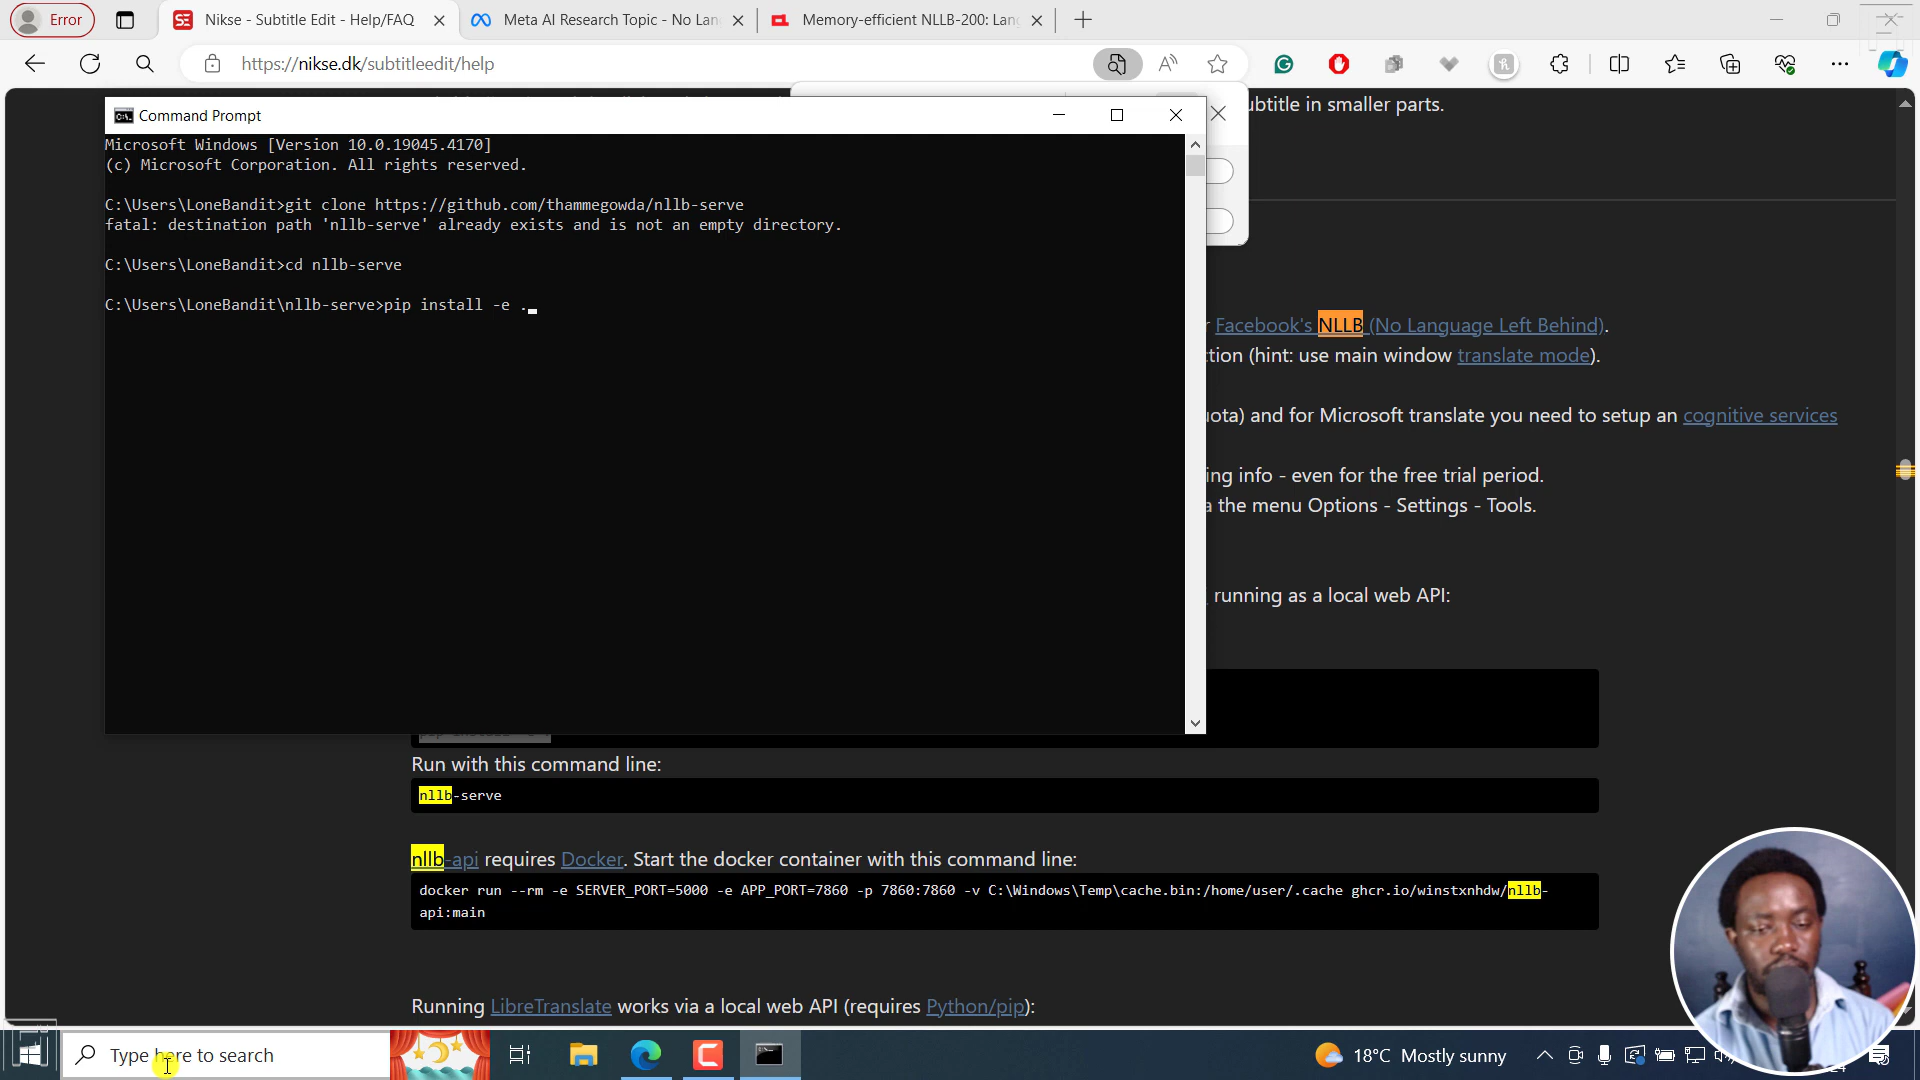 Error
Nikse - Subtitle Edit - Help/FAQ
Meta AI Research Topic - No Lan
Memory-efficient NLLB-200: Lan
https://nikse.dk/subtitleedit/help
Command Prompt
Microsoft Windows [Version 10.0.19045.4170]
(c) Microsoft Corporation. All rights reserved.
C:\Users\LoneBandit>git clone https://github.com/thammegowda/nllb-serve
fatal: destination path 'nllb-serve' already exists and is not an empty directory.
C:\Users\LoneBandit>cd nllb-serve
C:\Users\LoneBandit\nllb-serve>pip install -e .
ubtitle in smaller parts.
r Facebook's NLLB (No Language Left Behind).
ction (hint: use main window translate mode).
uota) and for Microsoft translate you need to setup an cognitive services
ing info - even for the free trial period.
a the menu Options - Settings - Tools.
running as a local web API:
Run with this command line:
nllb-serve
nllb-api requires Docker. Start the docker container with this command line:
docker run --rm -e SERVER_PORT=5000 -e APP_PORT=7860 -p 7860:7860 -v C:\Windows\Temp\cache.bin:/home/user/.cache ghcr.io/winstxnhdw/nllb-
api:main
Running LibreTranslate works via a local web API (requires Python/pip):
Type here to search
18°C Mostly sunny